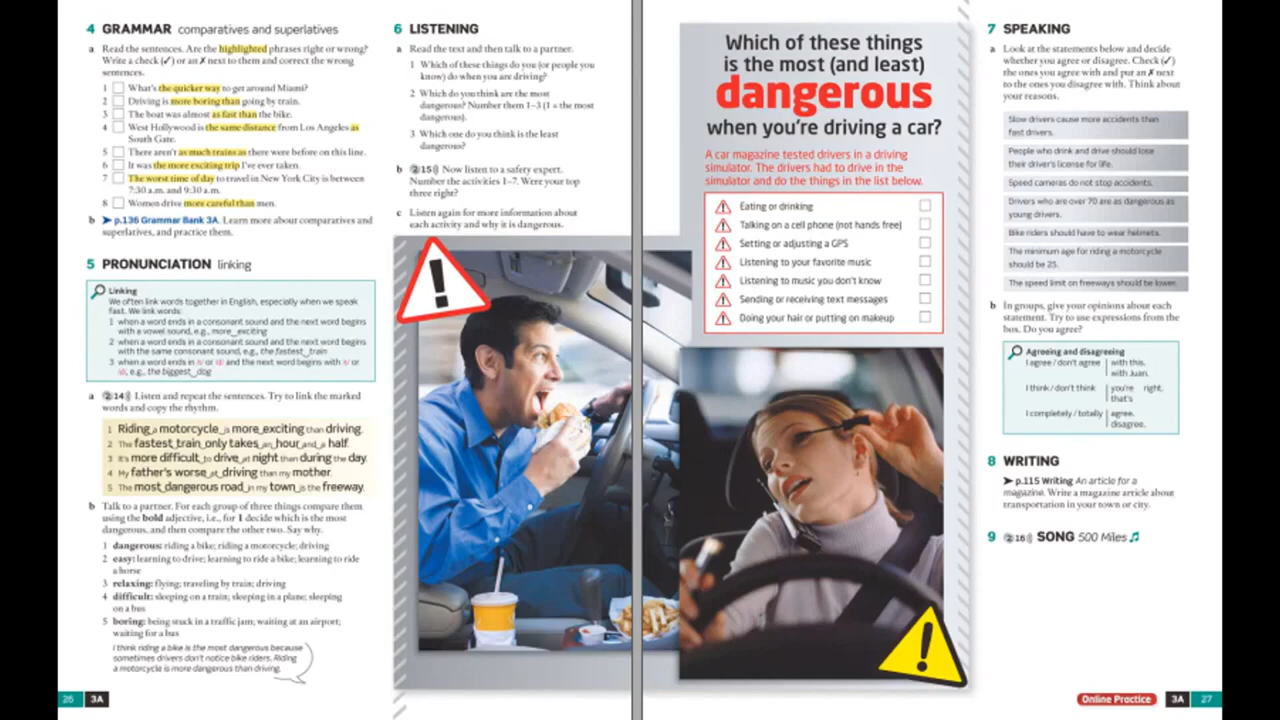 4 GRAMMAR comparatives and superlatives
a Read the sentences. Are the highlighted phrases right or wrong?
Write a check (✓) or an ✗ next to them and correct the wrong
sentences.
1 What's the quicker way to get around Miami?
2 Driving is more boring than going by train.
3 The boat was almost as fast than the bike.
4 West Hollywood is the same distance from Los Angeles as
South Gate.
5 There aren't as much trains as there were before on this line.
6 It was the more exciting trip I've ever taken.
7 The worst time of day to travel in New York City is between
7:30 a.m. and 9:30 a.m.
8 Women drive more careful than men.
b ➤ p.136 Grammar Bank 3A. Learn more about comparatives and
superlatives, and practice them.
5 PRONUNCIATION linking
Linking
We often link words together in English, especially when we speak
fast. We link words:
1 when a word ends in a consonant sound and the next word begins
with a vowel sound, e.g., more‿exciting
2 when a word ends in a consonant sound and the next word begins
with the same consonant sound, e.g., the fastest‿train
3 when a word ends in /t/ or /d/ and the next word begins with /t/ or
/d/, e.g., the biggest‿dog
a 2 14 Listen and repeat the sentences. Try to link the marked
words and copy the rhythm.
1 Riding‿a motorcycle‿is more‿exciting than driving.
2 The fastest‿train‿only takes‿an‿hour‿and‿a half.
3 It's more difficult‿to drive‿at night than during the day.
4 My father's worse‿at‿driving than my mother.
5 The most‿dangerous road‿in my town‿is the freeway.
b Talk to a partner. For each group of three things compare them
using the bold adjective, i.e., for 1 decide which is the most
dangerous, and then compare the other two. Say why.
1 dangerous: riding a bike; riding a motorcycle; driving
2 easy: learning to drive; learning to ride a bike; learning to ride
a horse
3 relaxing: flying; traveling by train; driving
4 difficult: sleeping on a train; sleeping in a plane; sleeping
on a bus
5 boring: being stuck in a traffic jam; waiting at an airport;
waiting for a bus
I think riding a bike is the most dangerous because
sometimes drivers don't notice bike riders. Riding
a motorcycle is more dangerous than driving.
26 3A
6 LISTENING
a Read the text and then talk to a partner.
1 Which of these things do you (or people you
know) do when you are driving?
2 Which do you think are the most
dangerous? Number them 1–3 (1 = the most
dangerous).
3 Which one do you think is the least
dangerous?
b 2 15 Now listen to a safety expert.
Number the activities 1–7. Were your top
three right?
c Listen again for more information about
each activity and why it is dangerous.
Which of these things
is the most (and least)
dangerous
when you're driving a car?
A car magazine tested drivers in a driving
simulator. The drivers had to drive in the
simulator and do the things in the list below.
Eating or drinking
Talking on a cell phone (not hands free)
Setting or adjusting a GPS
Listening to your favorite music
Listening to music you don't know
Sending or receiving text messages
Doing your hair or putting on makeup
7 SPEAKING
a Look at the statements below and decide
whether you agree or disagree. Check (✓)
the ones you agree with and put an ✗ next
to the ones you disagree with. Think about
your reasons.
Slow drivers cause more accidents than
fast drivers.
People who drink and drive should lose
their driver's license for life.
Speed cameras do not stop accidents.
Drivers who are over 70 are as dangerous as
young drivers.
Bike riders should have to wear helmets.
The minimum age for riding a motorcycle
should be 25.
The speed limit on freeways should be lower.
b In groups, give your opinions about each
statement. Try to use expressions from the
box. Do you agree?
Agreeing and disagreeing
I agree / don't agree with this.
with Juan.
I think / don't think you're right.
that's
I completely / totally agree.
disagree.
8 WRITING
➤ p.115 Writing An article for a
magazine. Write a magazine article about
transportation in your town or city.
9 2 16 SONG 500 Miles ♫
Online Practice 3A 27